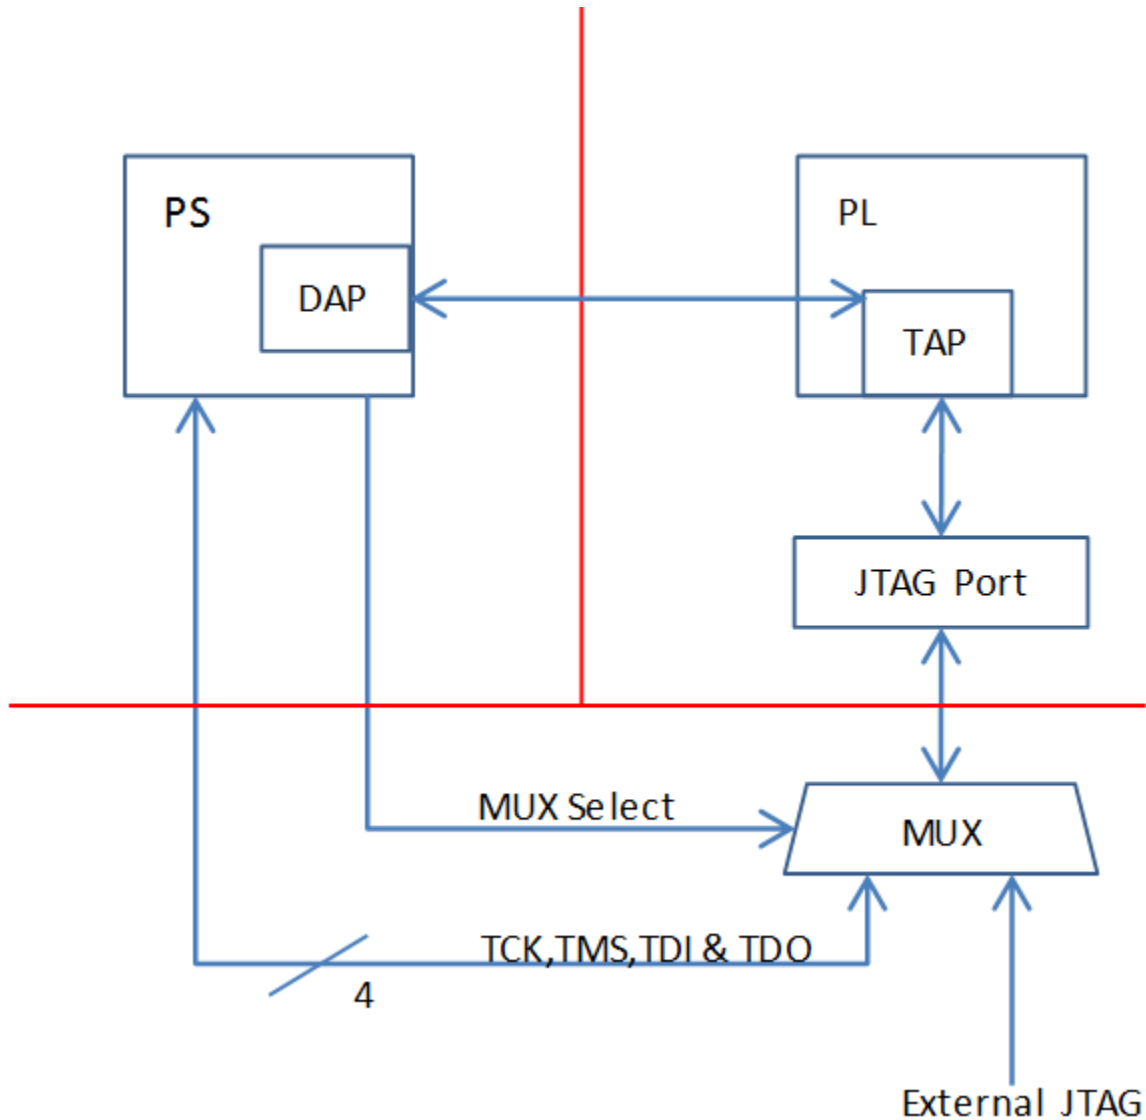 PS
PL
DAP
TAP
JTAG Port
MUX Select
MUX
TCK,TMS,TDI & TDO
4
External JTAG